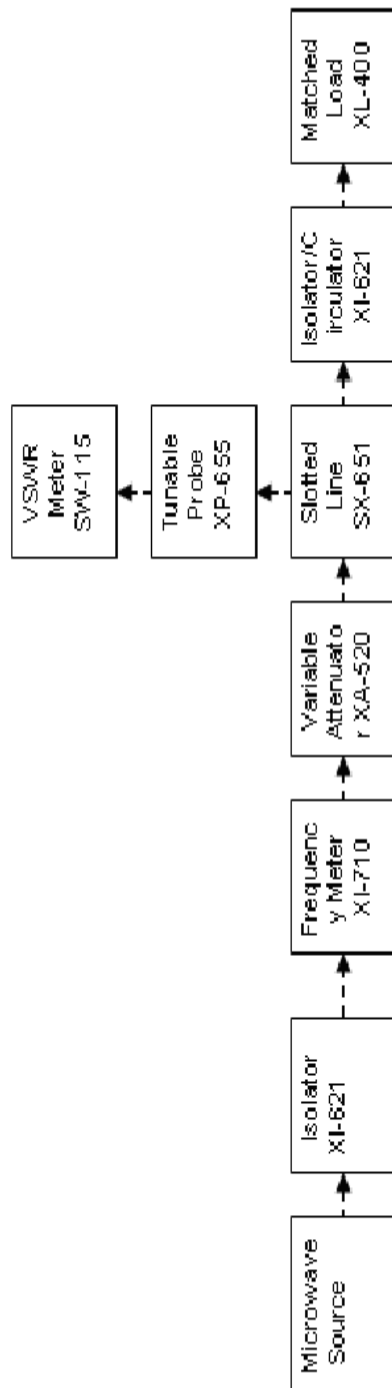 VSWR
Meter
SW-115
Tunable
Probe
XP-655
Microwave
Source
Isolator
XI-621
Frequenc
y Meter
XI-710
Variable
Attenuato
r XA-520
Slotted
Line
SX-651
Isolator/C
irculator
XI-621
Matched
Load
XL-400